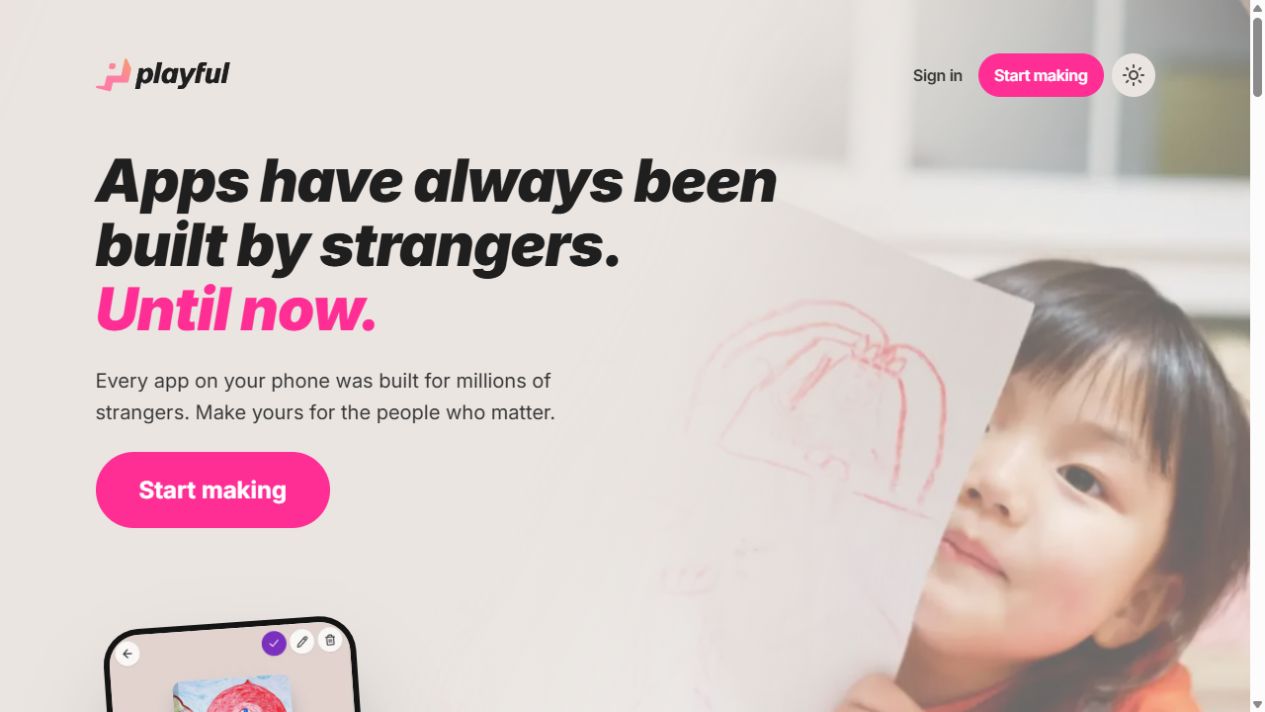 playful
Sign in
Start making
Apps have always been
built by strangers.
Until now.
Every app on your phone was built for millions of
strangers. Make yours for the people who matter.
Start making